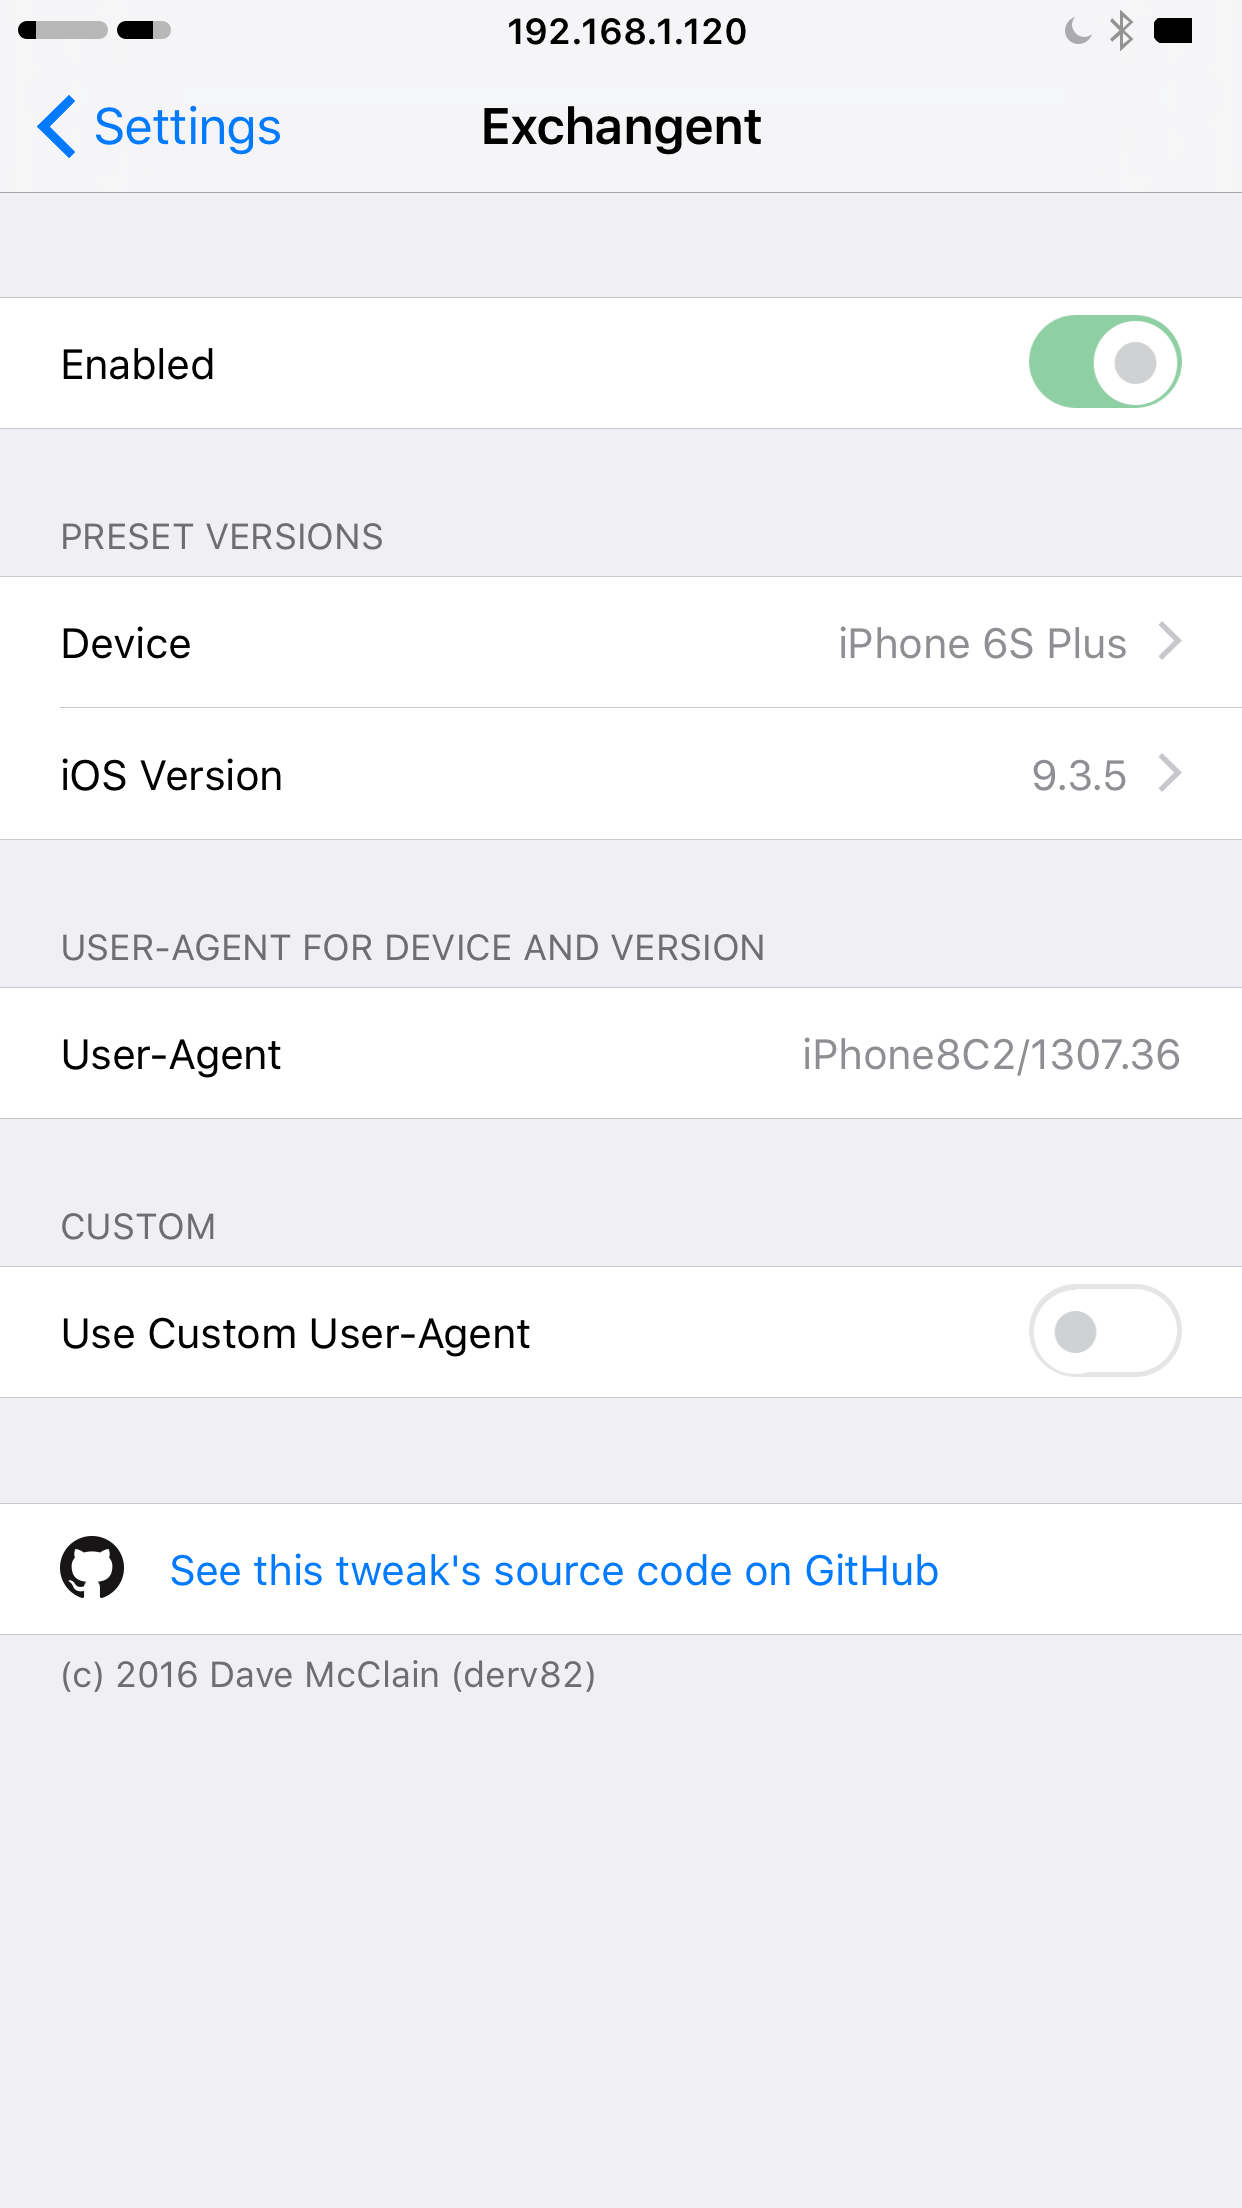 192.168.1.120
Settings
Exchangent
Enabled
PRESET VERSIONS
Device
iPhone 6S Plus
iOS Version
9.3.5
USER-AGENT FOR DEVICE AND VERSION
User-Agent
iPhone8C2/1307.36
CUSTOM
Use Custom User-Agent
See this tweak's source code on GitHub
(c) 2016 Dave McClain (derv82)